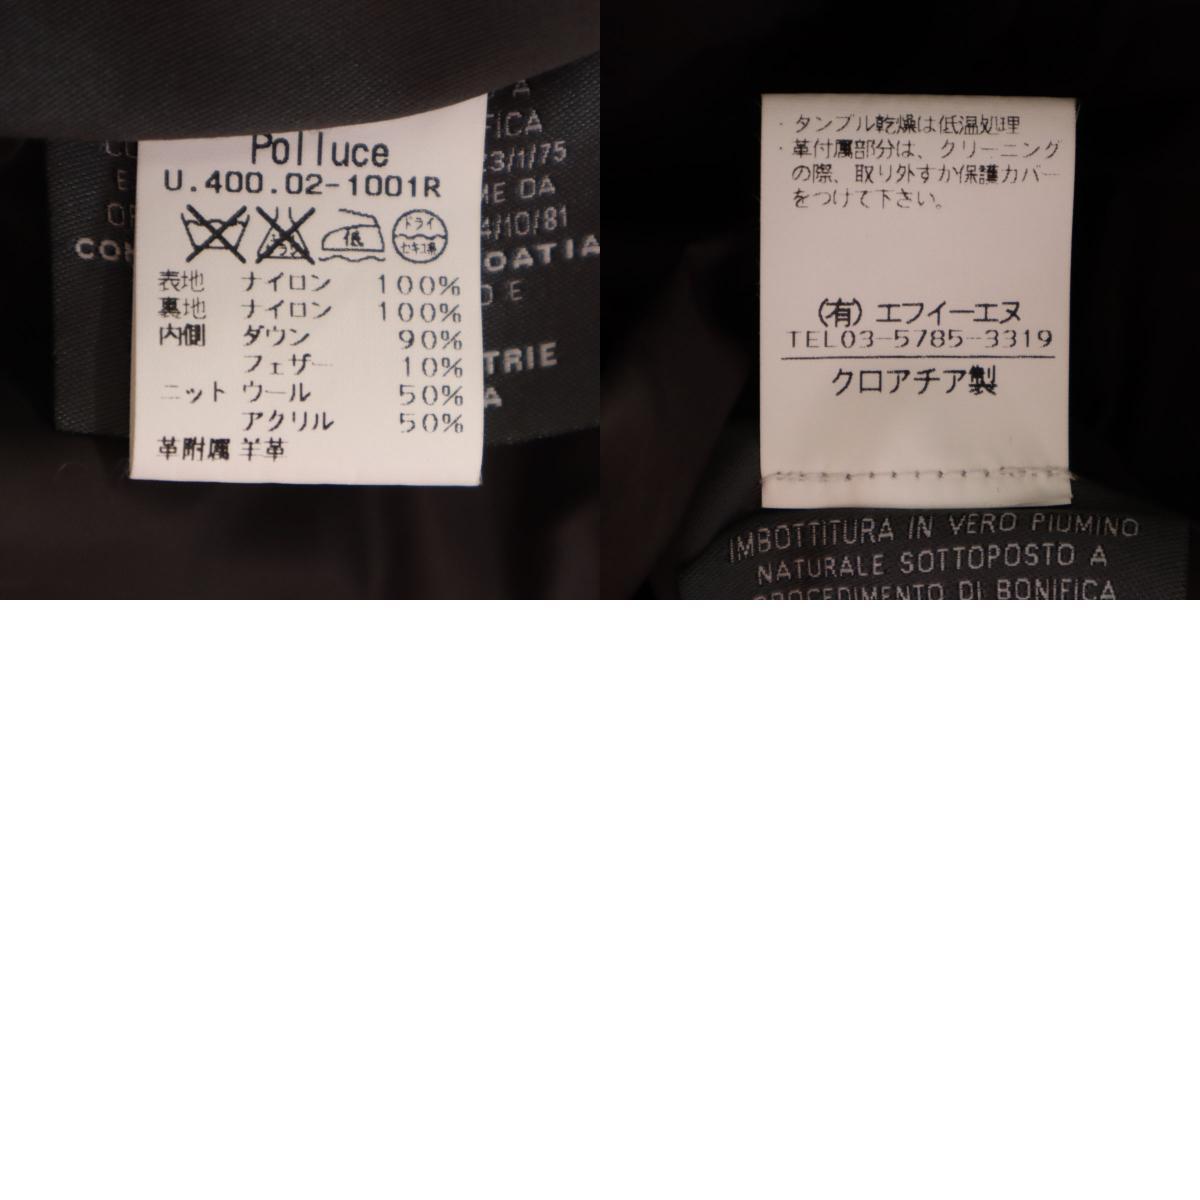 Polluce
U.400.02-1001R
低
ドライ
セキユ系
表地 ナイロン 100%
裏地 ナイロン 100%
内側 ダウン 90%
フェザー 10%
ニット ウール 50%
アクリル 50%
革附属 羊革
A
FICA
23/1/75
ME DA
4/10/81
OATIA
D E
TRIE
A
・タンブル乾燥は低温処理
・革付属部分は、クリーニング
の際、取り外すか保護カバー
をつけて下さい。
(有) エフイーエヌ
TEL03-5785-3319
クロアチア製
IMBOTTITURA IN VERO PIUMINO
NATURALE SOTTOPOSTO A
PROCEDIMENTO DI BONIFICA